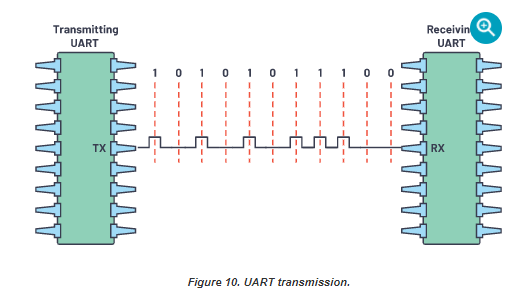 Transmitting
UART
Receivin
UART
1 0 1 0 1 0 1 1 1 0 0
TX
RX
Figure 10. UART transmission.